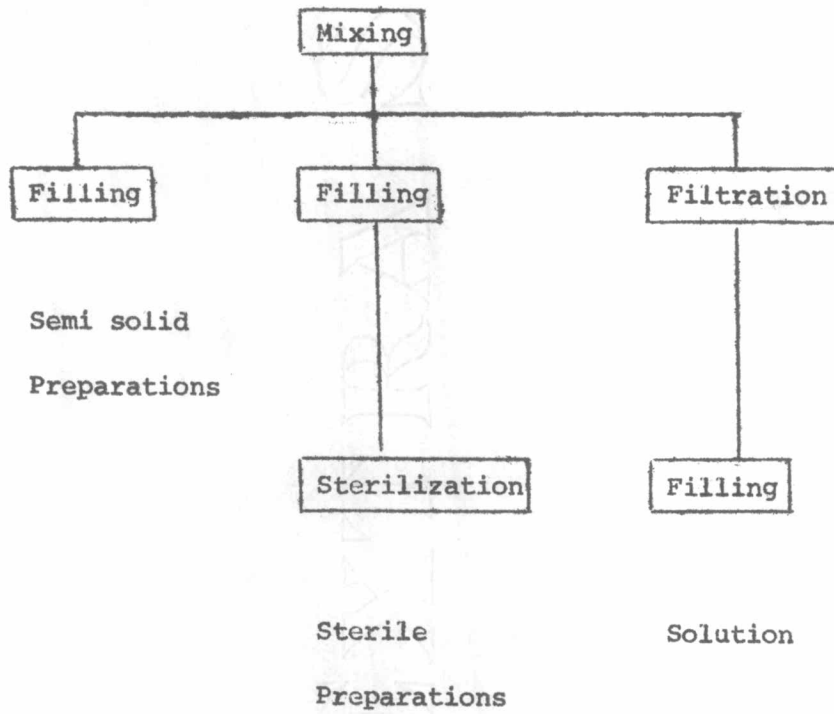 Mixing
Filling
Filling
Filtration
Semi solid
Preparations
Sterilization
Filling
Sterile
Solution
Preparations